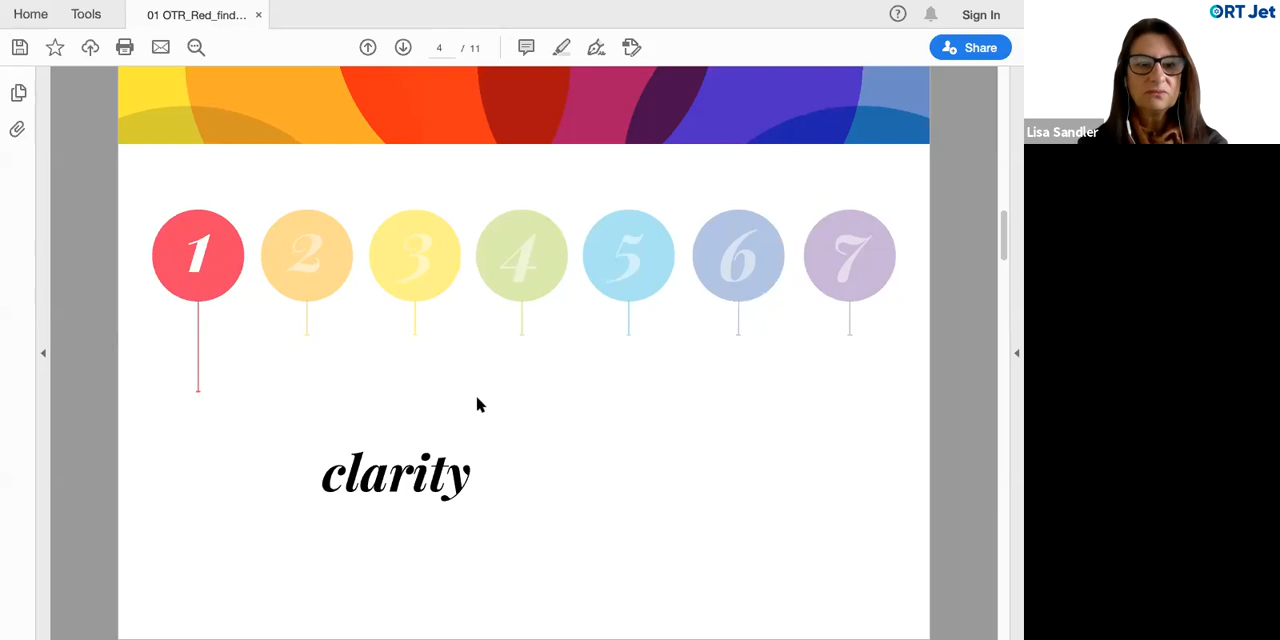 Home
Tools
01 OTR_Red_find...
×
?
Sign In
4 / 11
Share
ORT Jet
Lisa Sandler
1 2 3 4 5 6 7
clarity